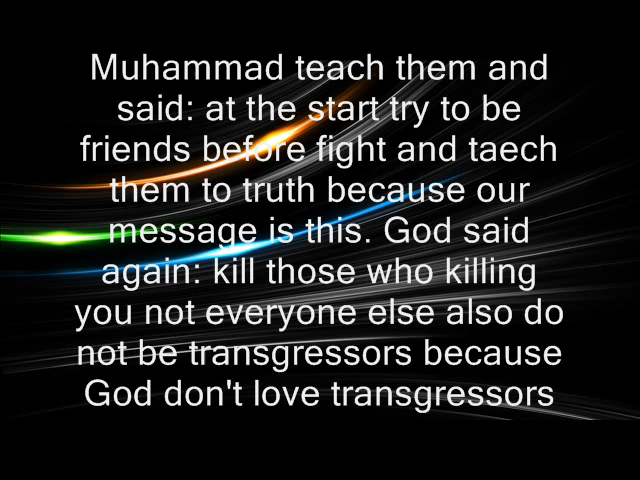 Muhammad teach them and
said: at the start try to be
friends before fight and taech
them to truth because our
message is this. God said
again: kill those who killing
you not everyone else also do
not be transgressors because
God don't love transgressors